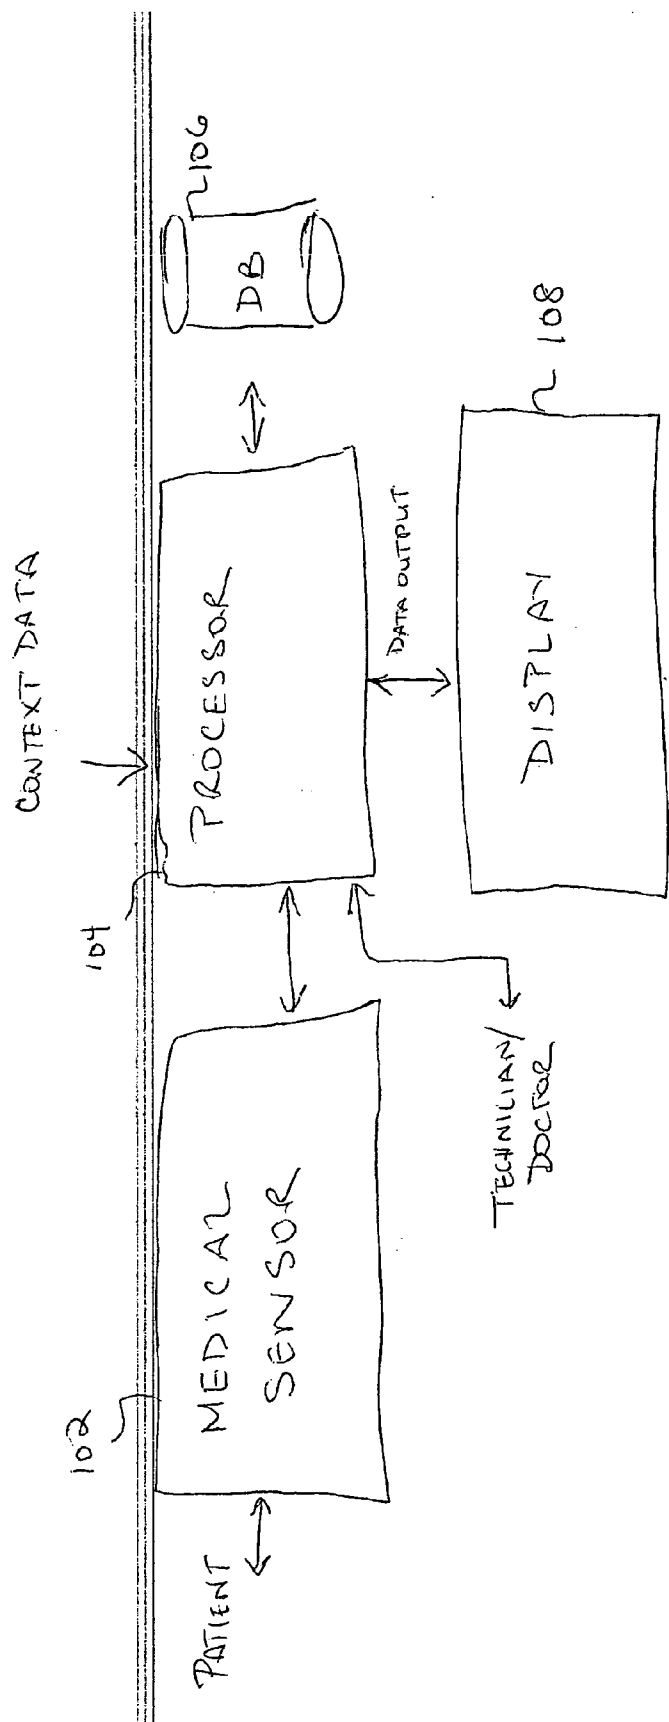 CONTEXT DATA
102
104
106
PATIENT
MEDICAL
SENSOR
PROCESSOR
DB
DATA OUTPUT
TECHNICIAN/
DOCTOR
DISPLAY
108